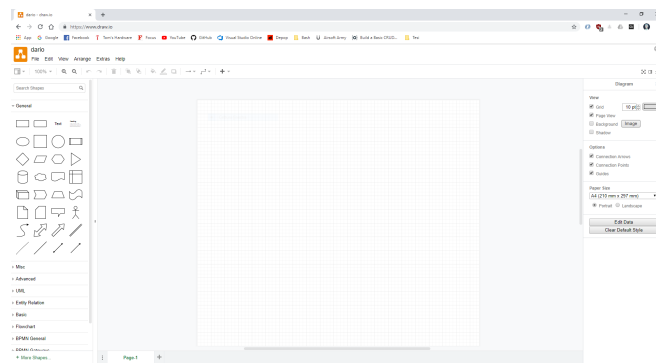 dario - draw.io
https://www.draw.io
App
Google
Facebook
Tom's Hardware
Focus
YouTube
GitHub
Visual Studio Online
Depop
Bash
Airsoft Army
Build a Basic CRUD...
Tesi
dario
File Edit View Arrange Extras Help
100%
Search Shapes
General
Text
Misc
Advanced
UML
Entity Relation
Basic
Flowchart
BPMN General
+ More Shapes...
Page-1
Diagram
View
Grid 10 pt
Page View
Background Image
Shadow
Options
Connection Arrows
Connection Points
Guides
Paper Size
A4 (210 mm x 297 mm)
Portrait Landscape
Edit Data
Clear Default Style